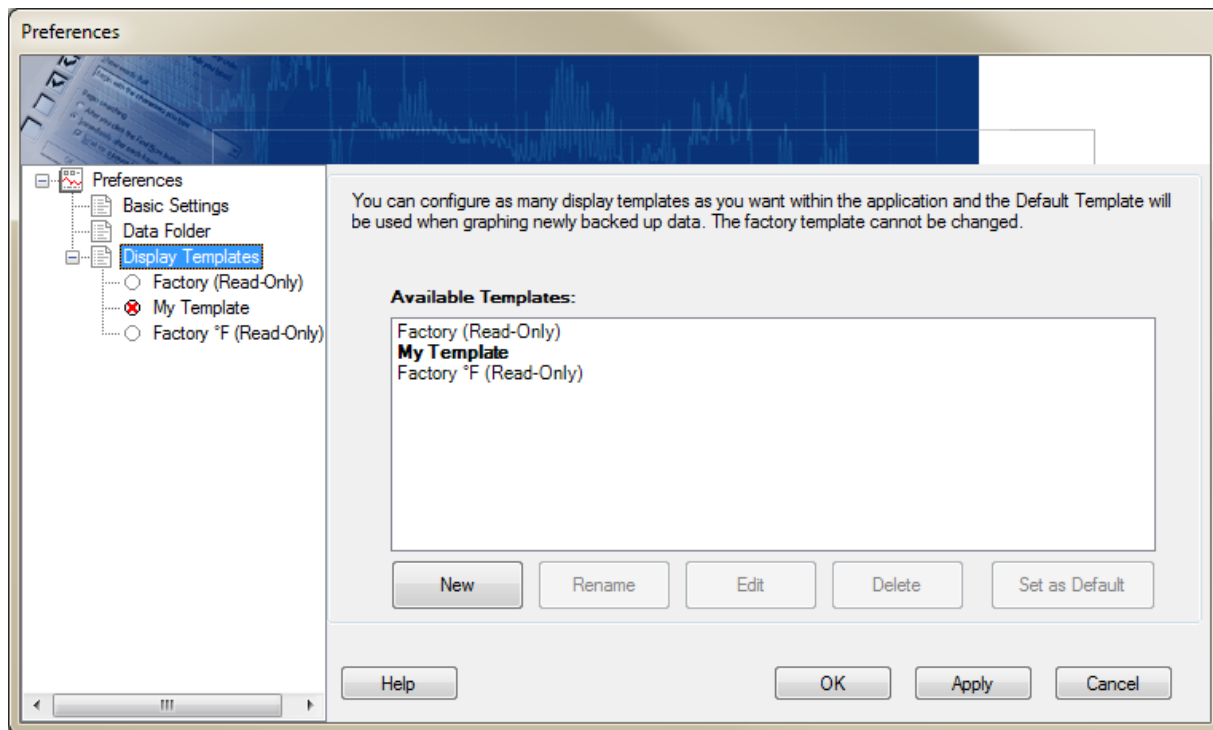 Preferences
Preferences
Basic Settings
Data Folder
Display Templates
Factory (Read-Only)
My Template
Factory °F (Read-Only)
You can configure as many display templates as you want within the application and the Default Template will
be used when graphing newly backed up data. The factory template cannot be changed.
Available Templates:
Factory (Read-Only)
My Template
Factory °F (Read-Only)
New
Rename
Edit
Delete
Set as Default
Help
OK
Apply
Cancel